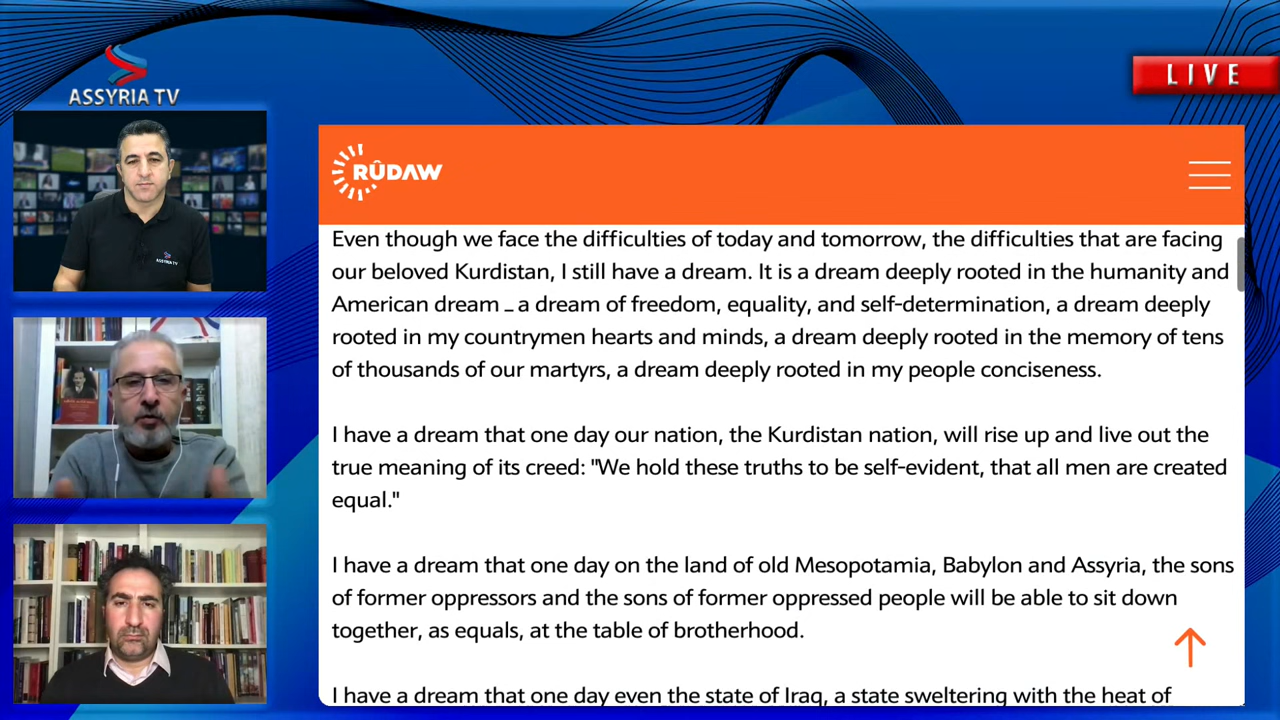 ASSYRIA TV
LIVE
RÛDAW
Even though we face the difficulties of today and tomorrow, the difficulties that are facing
our beloved Kurdistan, I still have a dream. It is a dream deeply rooted in the humanity and
American dream – a dream of freedom, equality, and self-determination, a dream deeply
rooted in my countrymen hearts and minds, a dream deeply rooted in the memory of tens
of thousands of our martyrs, a dream deeply rooted in my people conciseness.
I have a dream that one day our nation, the Kurdistan nation, will rise up and live out the
true meaning of its creed: "We hold these truths to be self-evident, that all men are created
equal."
I have a dream that one day on the land of old Mesopotamia, Babylon and Assyria, the sons
of former oppressors and the sons of former oppressed people will be able to sit down
together, as equals, at the table of brotherhood.
I have a dream that one day even the state of Iraq, a state sweltering with the heat of
ASSYRIA TV